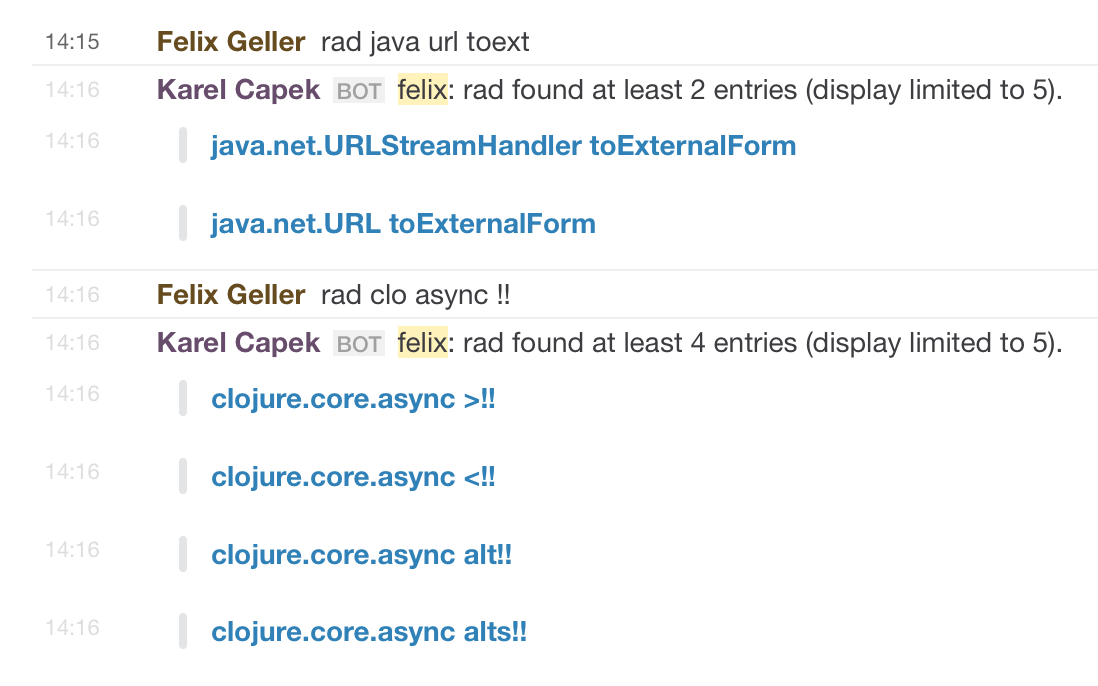 14:15 Felix Geller rad java url toext
14:16 Karel Capek BOT felix: rad found at least 2 entries (display limited to 5).
14:16 java.net.URLStreamHandler toExternalForm
14:16 java.net.URL toExternalForm
14:16 Felix Geller rad clo async !!
14:16 Karel Capek BOT felix: rad found at least 4 entries (display limited to 5).
14:16 clojure.core.async >!!
14:16 clojure.core.async <!!
14:16 clojure.core.async alt!!
14:16 clojure.core.async alts!!